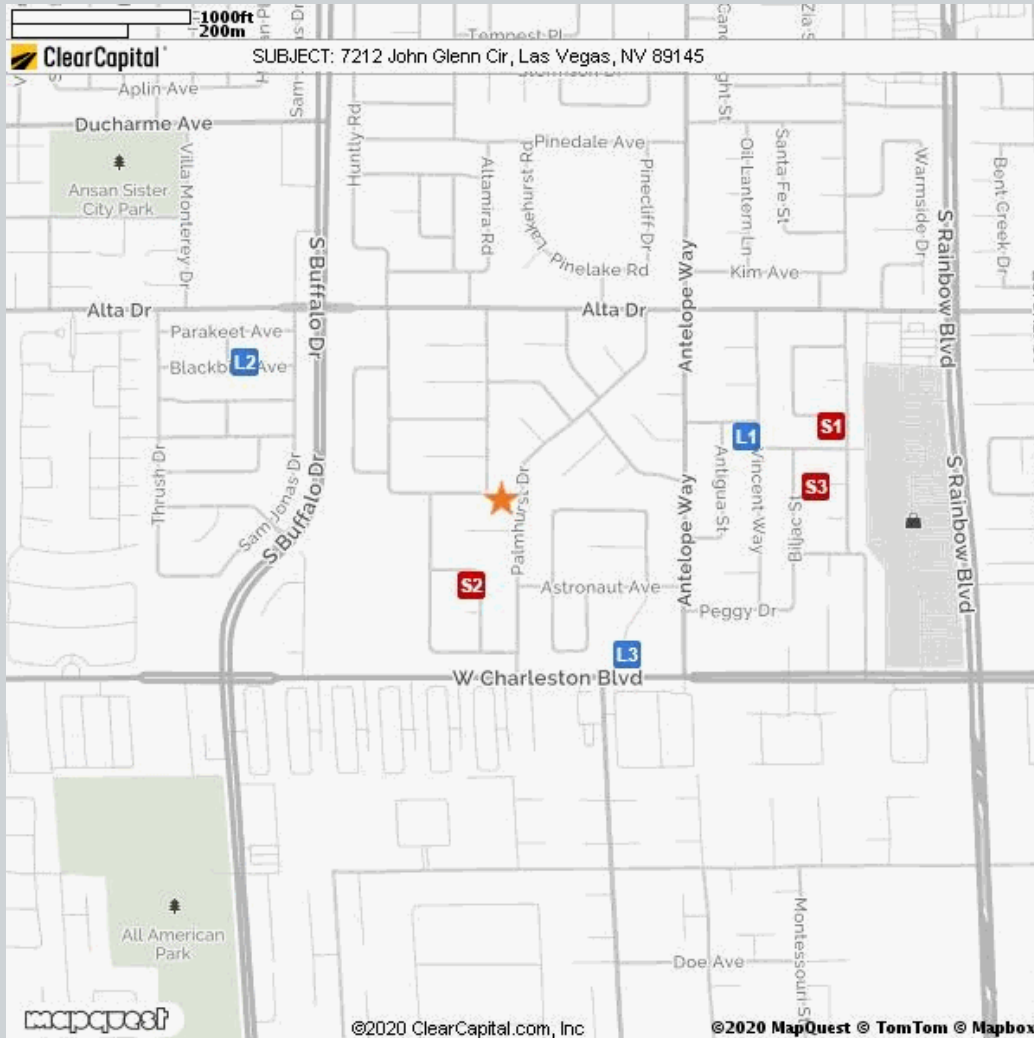 1000ft
200m
ClearCapital
SUBJECT: 7212 John Glenn Cir, Las Vegas, NV 89145
Tempest Pl
Aplin Ave
Ducharme Ave
Ansan Sister
City Park
Villa Monterey Dr
Huntly Rd
Altamira Rd
Lakehurst Rd
Pinedale Ave
Pinecliff Dr
Pinelake Rd
Oil Lantern Ln
Santa Fe St
Kim Ave
Warmside Dr
Bent Creek Dr
S Rainbow Blvd
S Buffalo Dr
Antelope Way
Alta Dr
Alta Dr
Parakeet Ave
L2
Ave
Thrush Dr
Sam Jonas Dr
S Buffalo Dr
Palmhurst Dr
Antelope Way
L1
S1
S3
Antigua St
Vincent Way
Bifac St
S Rainbow Blvd
S2
Astronaut Ave
Peggy Dr
L3
W Charleston Blvd
All American
Park
Doe Ave
Montessouri St
mapquest
©2020 ClearCapital.com, Inc
©2020 MapQuest © TomTom © Mapbox